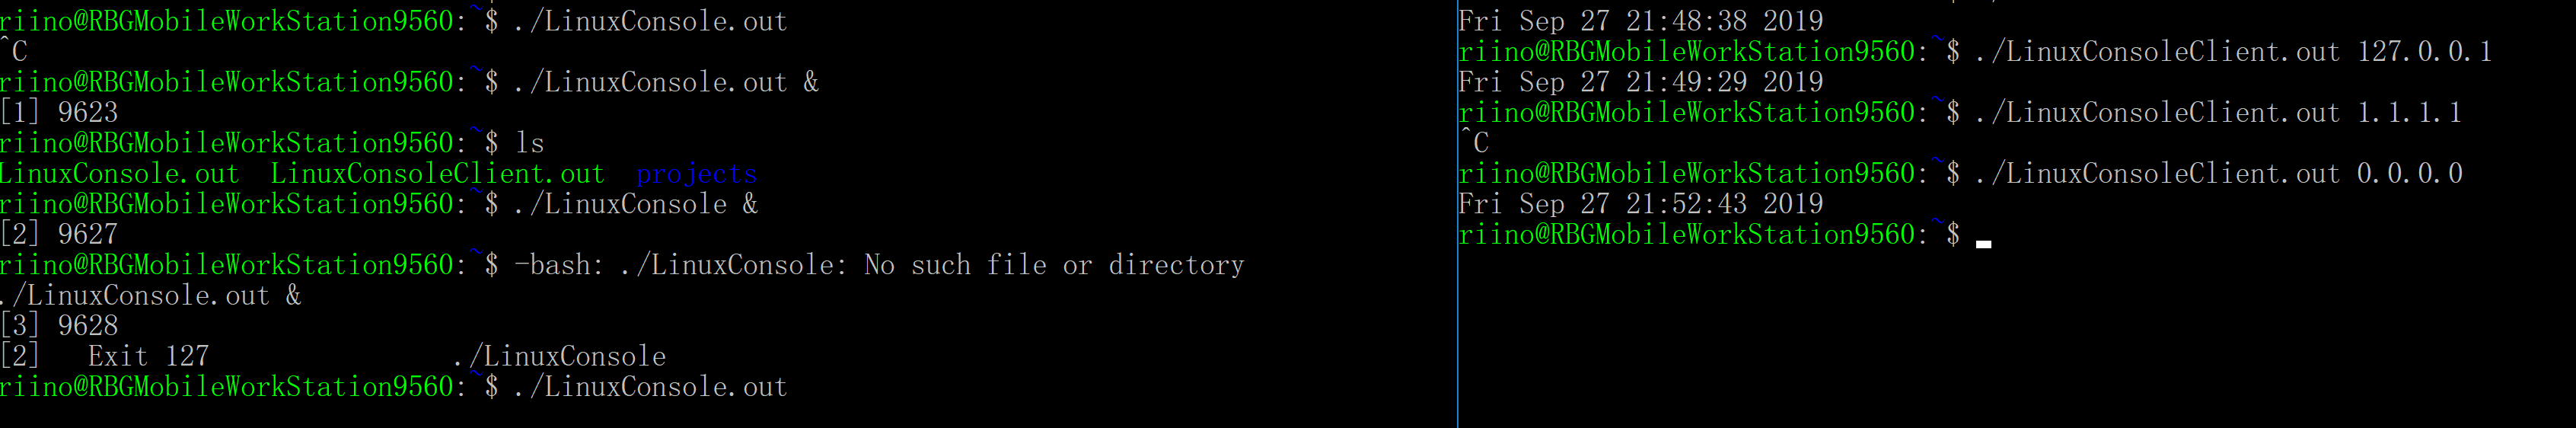 riino@RBGMobileWorkStation9560:~$ ./LinuxConsole.out
^C
riino@RBGMobileWorkStation9560:~$ ./LinuxConsole.out &
[1] 9623
riino@RBGMobileWorkStation9560:~$ ls
LinuxConsole.out  LinuxConsoleClient.out  projects
riino@RBGMobileWorkStation9560:~$ ./LinuxConsole &
[2] 9627
riino@RBGMobileWorkStation9560:~$ -bash: ./LinuxConsole: No such file or directory
./LinuxConsole.out &
[3] 9628
[2]   Exit 127                ./LinuxConsole
riino@RBGMobileWorkStation9560:~$ ./LinuxConsole.out
Fri Sep 27 21:48:38 2019
riino@RBGMobileWorkStation9560:~$ ./LinuxConsoleClient.out 127.0.0.1
Fri Sep 27 21:49:29 2019
riino@RBGMobileWorkStation9560:~$ ./LinuxConsoleClient.out 1.1.1.1
^C
riino@RBGMobileWorkStation9560:~$ ./LinuxConsoleClient.out 0.0.0.0
Fri Sep 27 21:52:43 2019
riino@RBGMobileWorkStation9560:~$